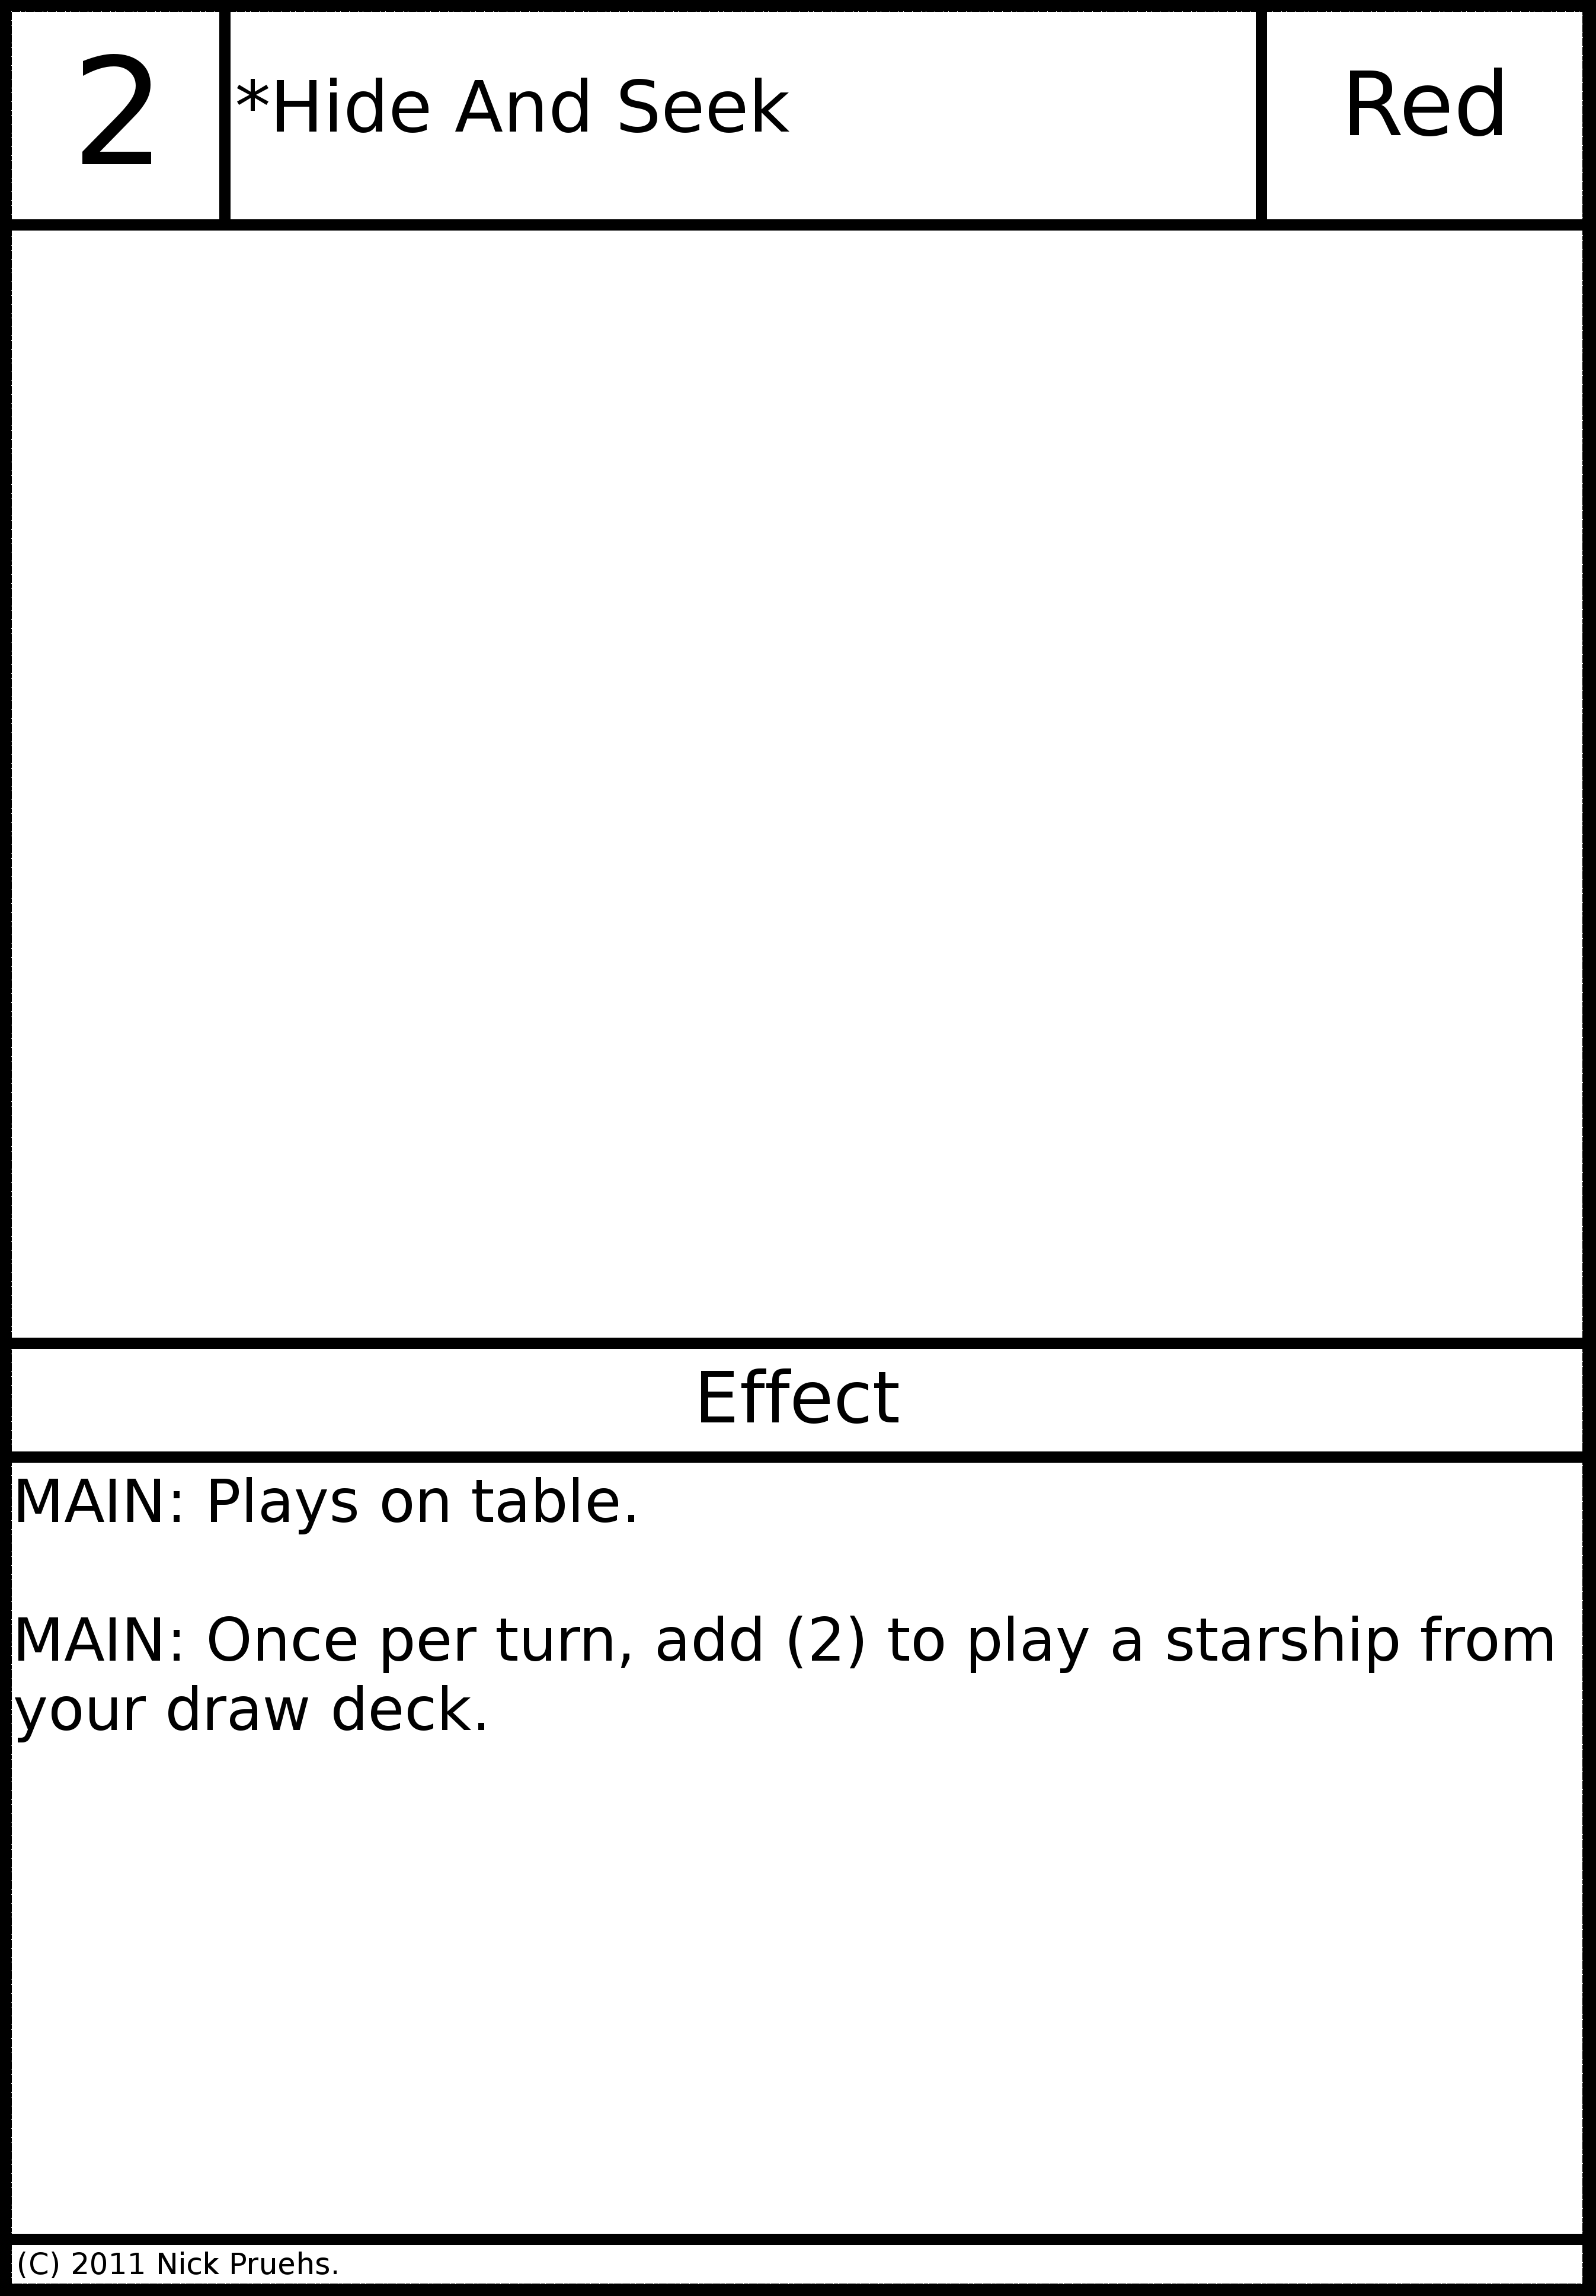 2
*Hide And Seek
Red
Effect
MAIN: Plays on table.
MAIN: Once per turn, add (2) to play a starship from
your draw deck.
(C) 2011 Nick Pruehs.